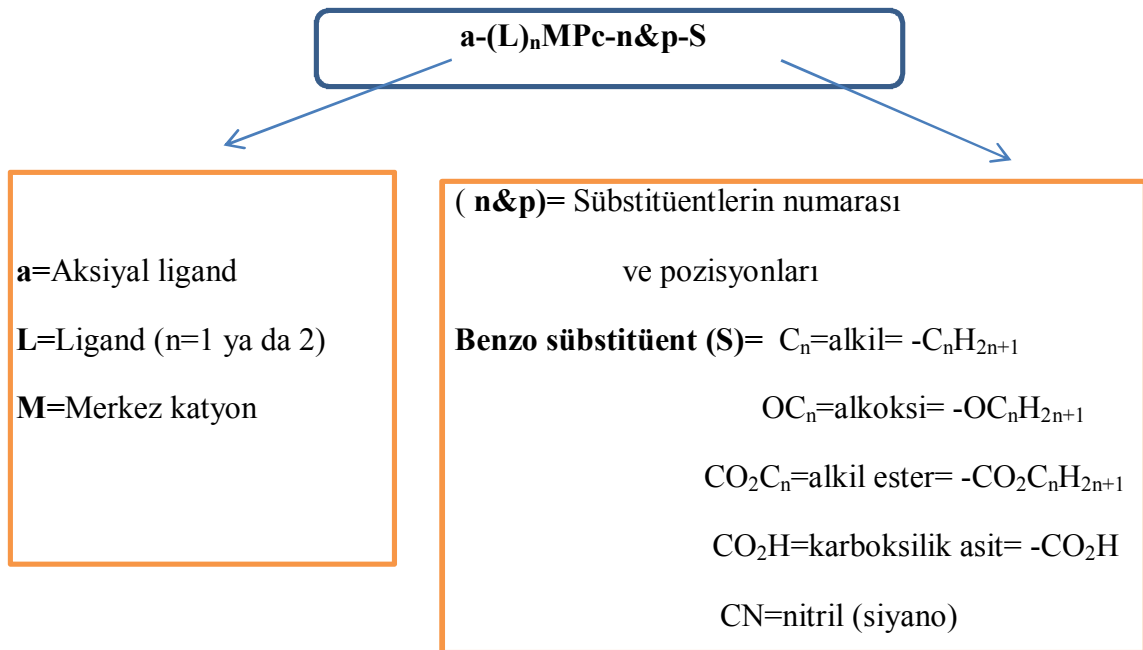 a-(L)ₙMPc-n&p-S
a=Aksiyal ligand
L=Ligand (n=1 ya da 2)
M=Merkez katyon
( n&p)= Sübstitüentlerin numarası
ve pozisyonları
Benzo sübstitüent (S)= Cₙ=alkil= -CₙH₂ₙ₊₁
OCₙ=alkoksi= -OCₙH₂ₙ₊₁
CO₂Cₙ=alkil ester= -CO₂CₙH₂ₙ₊₁
CO₂H=karboksilik asit= -CO₂H
CN=nitril (siyano)